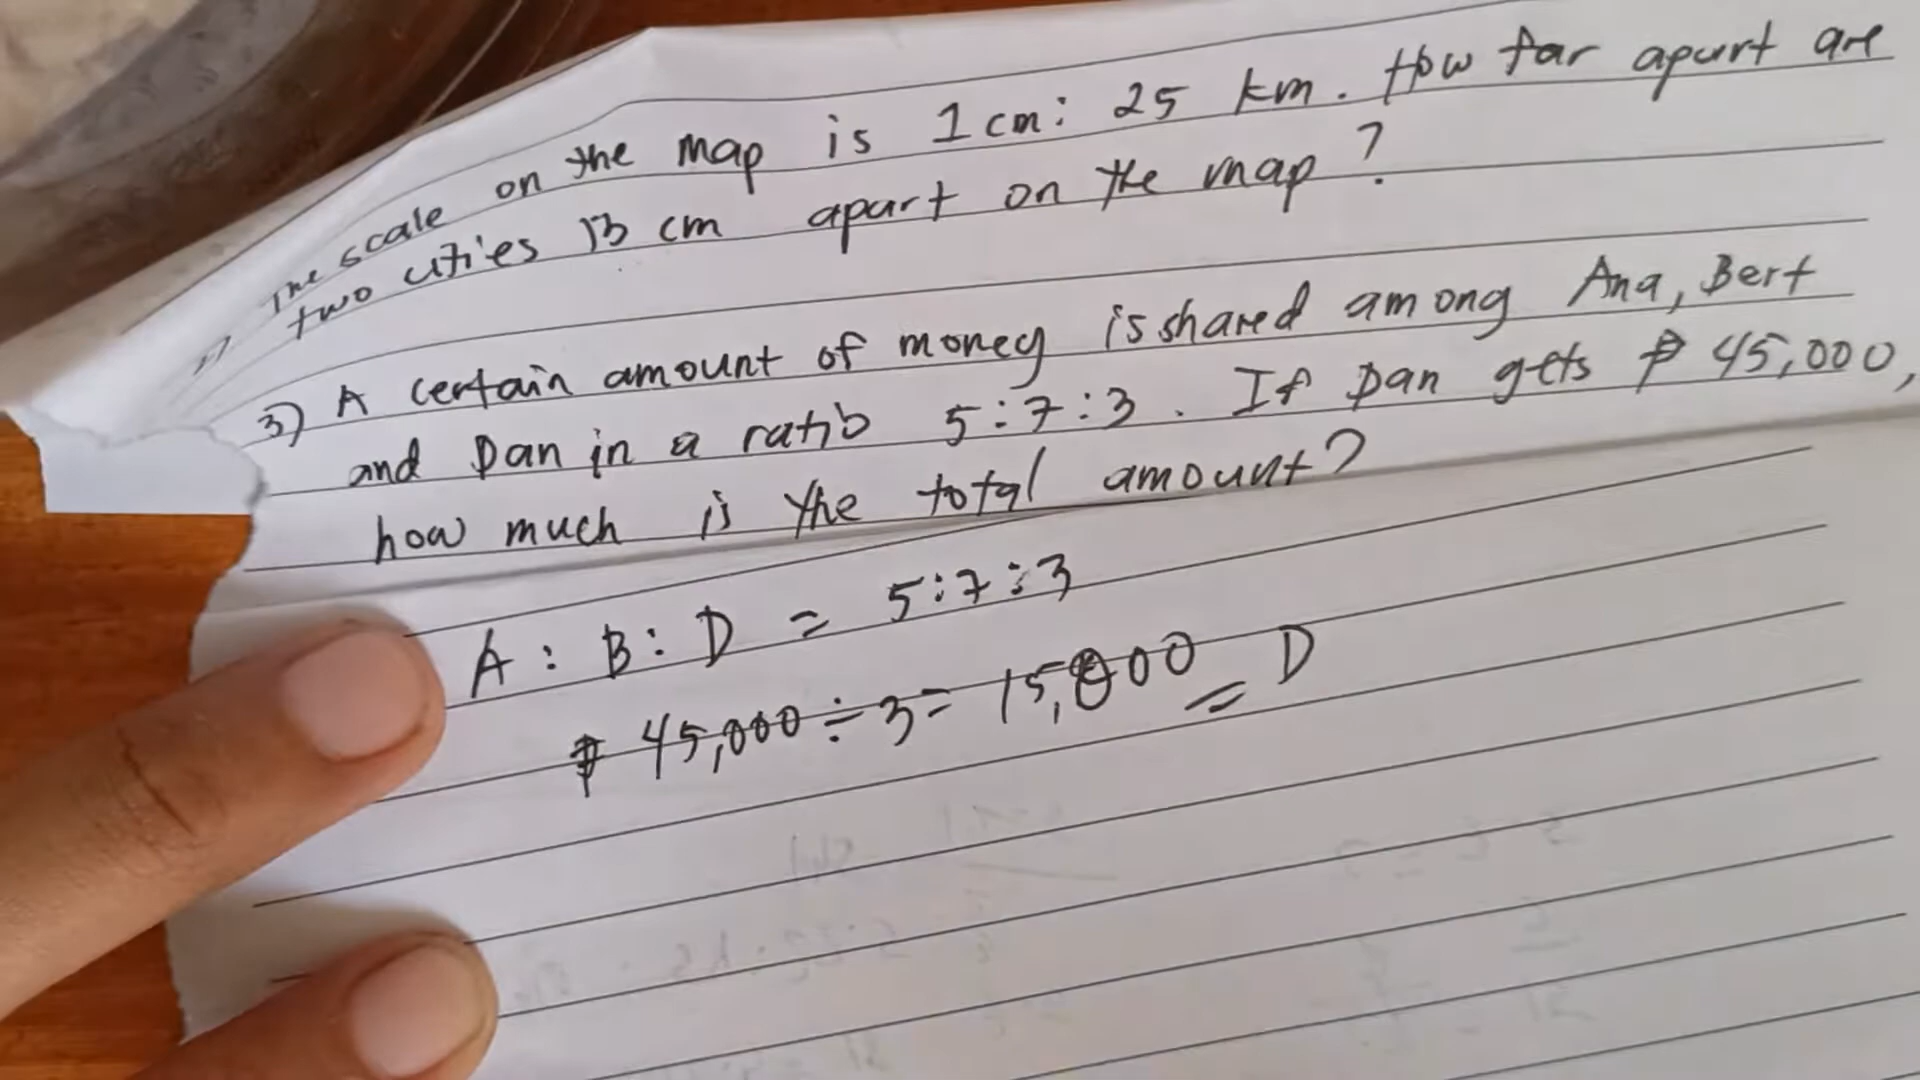 The scale on the map is 1cm: 25 km. How far apart are
two cities 13 cm apart on the map?
3) A certain amount of money is shared among Ana, Bert
and Dan in a ratio 5:7:3. If Dan gets ₱ 45,000,
how much is the total amount?
A : B : D = 5:7:3
₱ 45,000 ÷ 3 = 15,000 = D